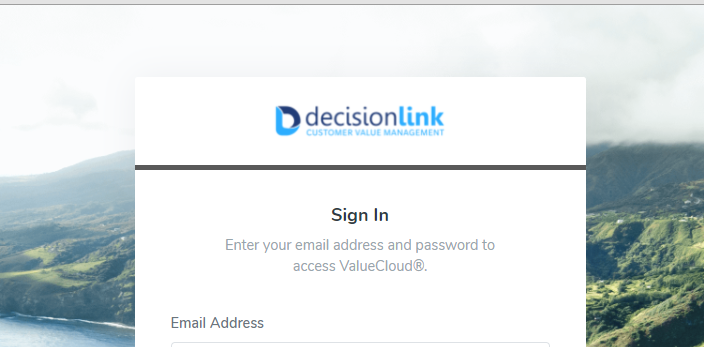 decisionlink
CUSTOMER VALUE MANAGEMENT
Sign In
Enter your email address and password to
access ValueCloud®.
Email Address